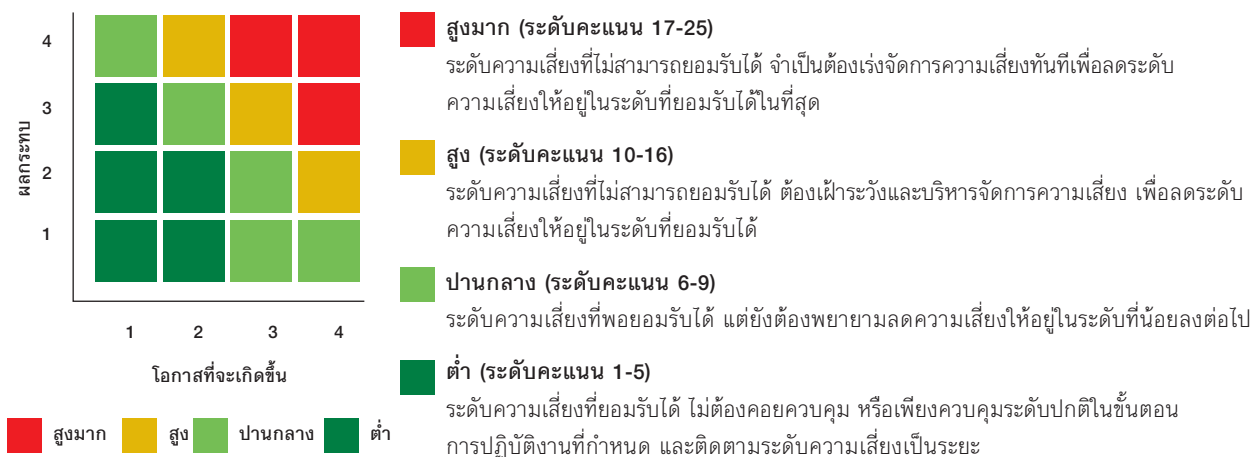 4
3
2
1
ผลกระทบ
1 2 3 4
โอกาสที่จะเกิดขึ้น
สูงมาก สูง ปานกลาง ต่ำ
สูงมาก (ระดับคะแนน 17-25)
ระดับความเสี่ยงที่ไม่สามารถยอมรับได้ จำเป็นต้องเร่งจัดการความเสี่ยงทันทีเพื่อลดระดับ
ความเสี่ยงให้อยู่ในระดับที่ยอมรับได้ในที่สุด
สูง (ระดับคะแนน 10-16)
ระดับความเสี่ยงที่ไม่สามารถยอมรับได้ ต้องเฝ้าระวังและบริหารจัดการความเสี่ยง เพื่อลดระดับ
ความเสี่ยงให้อยู่ในระดับที่ยอมรับได้
ปานกลาง (ระดับคะแนน 6-9)
ระดับความเสี่ยงที่พอยอมรับได้ แต่ยังต้องพยายามลดความเสี่ยงให้อยู่ในระดับที่น้อยลงต่อไป
ต่ำ (ระดับคะแนน 1-5)
ระดับความเสี่ยงที่ยอมรับได้ ไม่ต้องคอยควบคุม หรือเพียงควบคุมระดับปกติในขั้นตอน
การปฏิบัติงานที่กำหนด และติดตามระดับความเสี่ยงเป็นระยะ